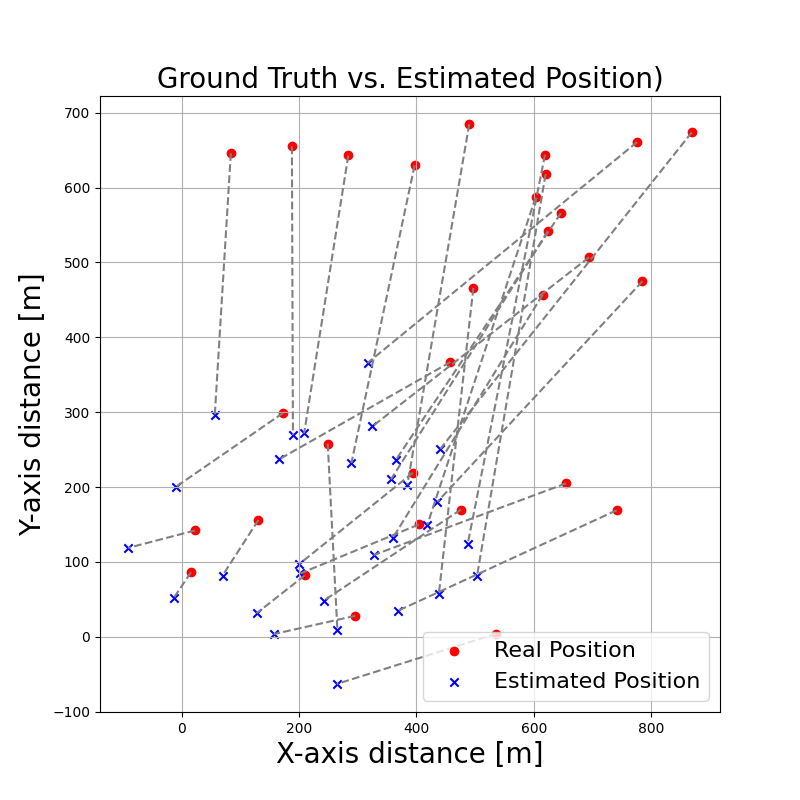 Ground Truth vs. Estimated Position)
Y-axis distance [m]
700
600
500
400
300
200
100
0
−100
0
200
400
600
800
X-axis distance [m]
Real Position
Estimated Position